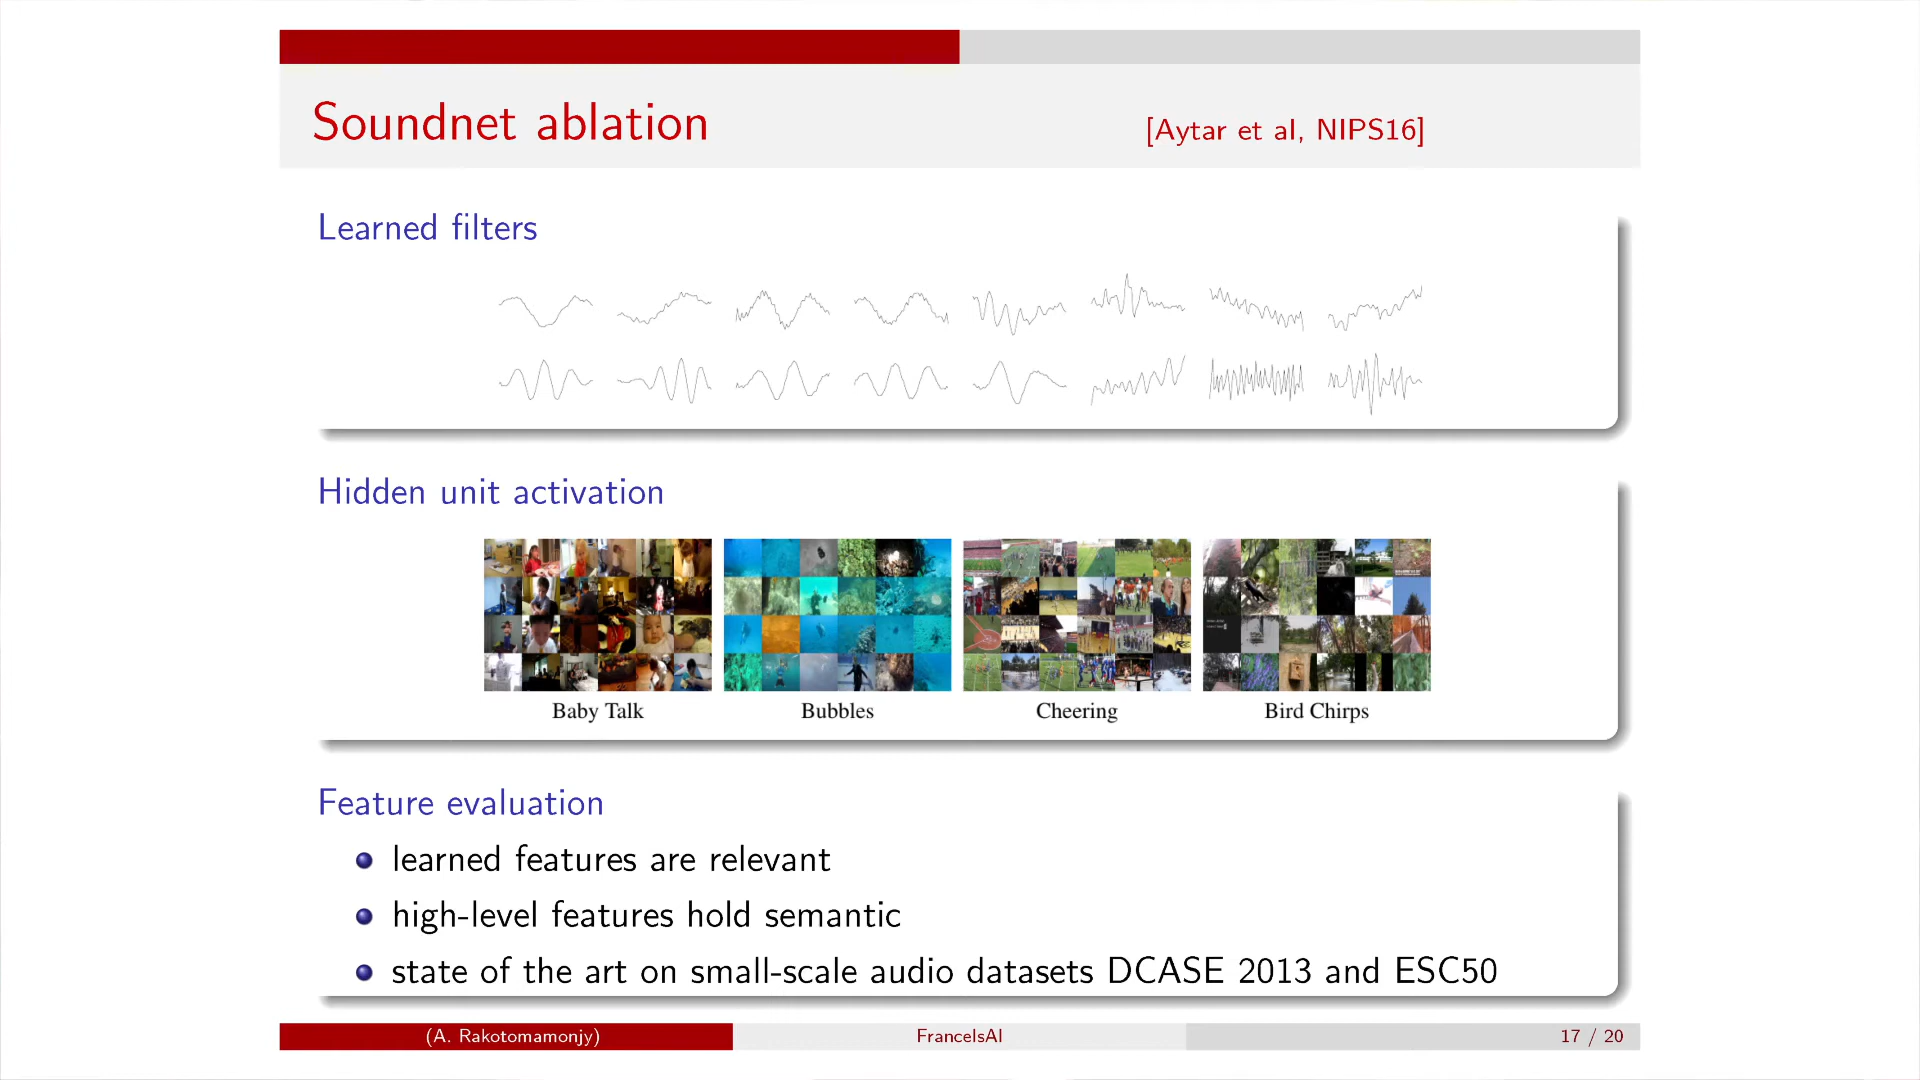 Soundnet ablation [Aytar et al, NIPS16]
Learned filters
Hidden unit activation
Baby Talk Bubbles Cheering Bird Chirps
Feature evaluation
learned features are relevant
high-level features hold semantic
state of the art on small-scale audio datasets DCASE 2013 and ESC50
(A. Rakotomamonjy) FranceIsAI 17 / 20